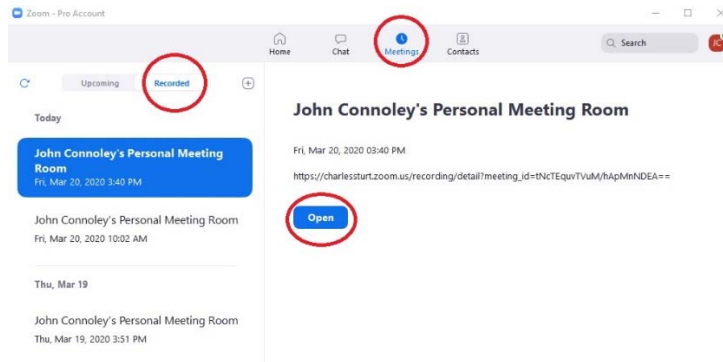 Zoom - Pro Account
Home
Chat
Meetings
Contacts
Search
JC
Upcoming
Recorded
Today
John Connoley's Personal Meeting
Room
Fri, Mar 20, 2020 3:40 PM
John Connoley's Personal Meeting Room
Fri, Mar 20, 2020 10:02 AM
Thu, Mar 19
John Connoley's Personal Meeting Room
Thu, Mar 19, 2020 3:51 PM
John Connoley's Personal Meeting Room
Fri, Mar 20, 2020 03:40 PM
https://charlessturt.zoom.us/recording/detail?meeting_id=tNcTEquvTVuM/hApMnNDEA==
Open